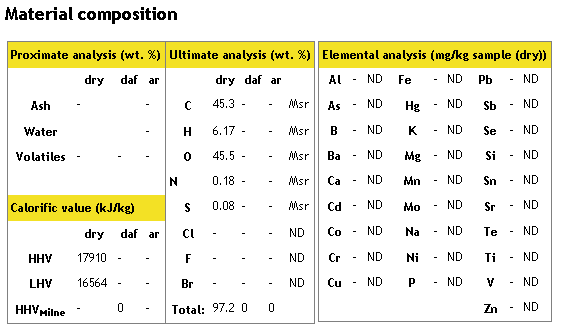 Material composition
Proximate analysis (wt. %) Ultimate analysis (wt. %) Elemental analysis (mg/kg sample (dry))
dry daf ar dry daf ar Al - ND Fe - ND Pb - ND
Ash - - C 45.3 - - Msr As - ND Hg - ND Sb - ND
Water - H 6.17 - - Msr B - ND K - ND Se - ND
Volatiles - - - O 45.5 - - Msr Ba - ND Mg - ND Si - ND
N 0.18 - - Msr Ca - ND Mn - ND Sn - ND
Calorific value (kJ/kg) S 0.08 - - Msr Cd - ND Mo - ND Sr - ND
dry daf ar Cl - - - ND Co - ND Na - ND Te - ND
HHV 17910 - - F - - - ND Cr - ND Ni - ND Ti - ND
LHV 16564 - - Br - - - ND Cu - ND P - ND V - ND
HHVMilne - 0 - Total: 97.2 0 0 Zn - ND